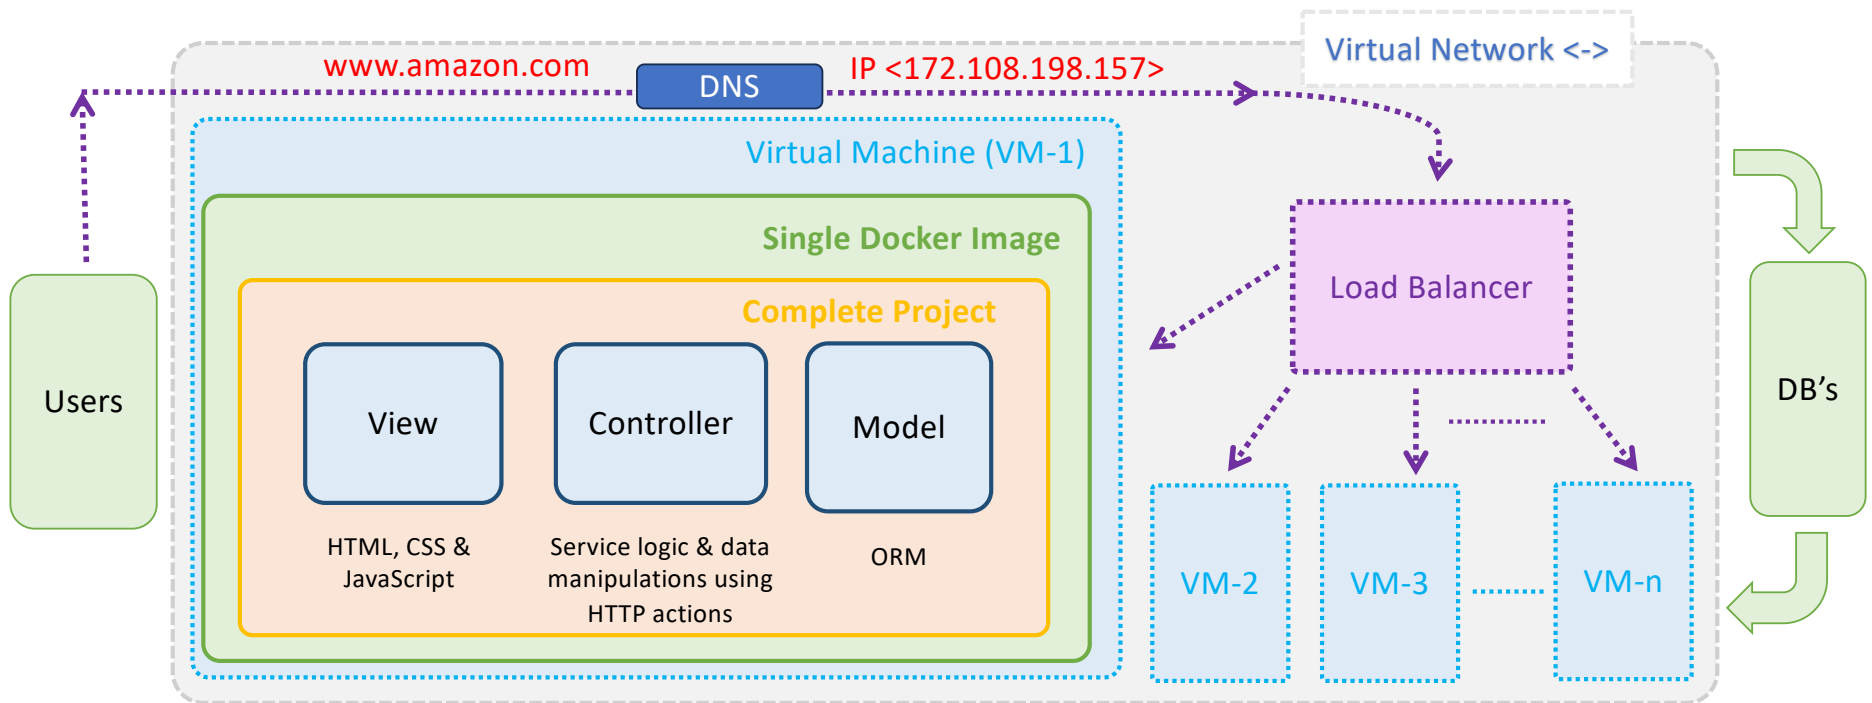 Virtual Network <->
www.amazon.com
DNS
IP <172.108.198.157>
Virtual Machine (VM-1)
Single Docker Image
Complete Project
Users
View
Controller
Model
HTML, CSS &
JavaScript
Service logic & data
manipulations using
HTTP actions
ORM
Load Balancer
VM-2
VM-3
VM-n
DB’s